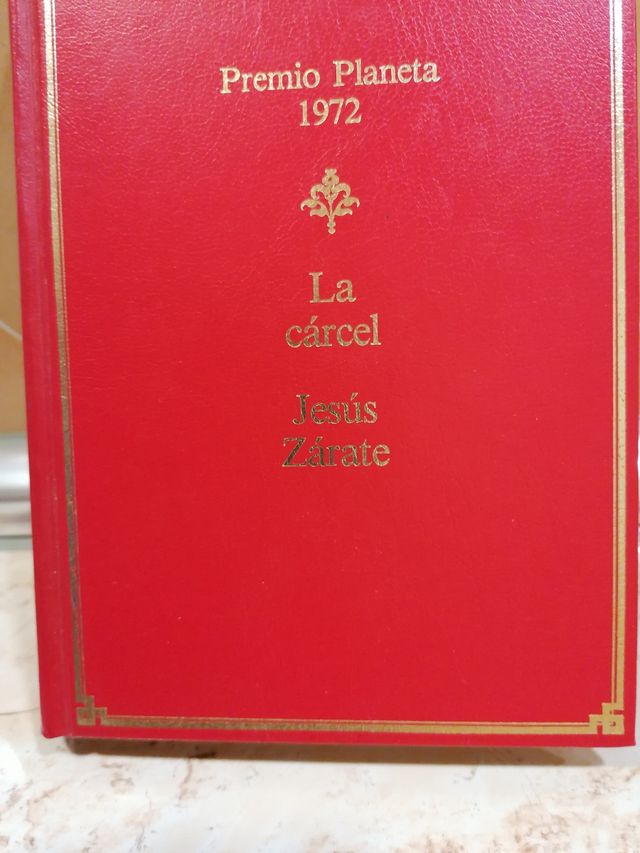 Premio Planeta
1972
La
cárcel
Jesús
Zárate